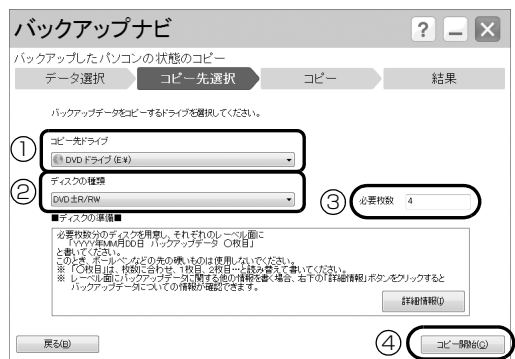 バックアップナビ
? － ×
バックアップしたパソコンの状態のコピー
データ選択 コピー先選択 コピー 結果
バックアップデータをコピーするドライブを選択してください。
① コピー先ドライブ
DVD ドライブ (E:¥)
② ディスクの種類
DVD±R/RW
③ 必要枚数 4
■ディスクの準備■
必要枚数分のディスクを用意し、それぞれのレーベル面に
「YYYY年MM月DD日 バックアップデータ 〇枚目」
と書いてください。
このとき、ボールペンなどの先の硬いものは使用しないでください。
※「〇枚目」は、枚数に合わせ、1枚目、2枚目…と読み替えて書いてください。
※ レーベル面にバックアップデータに関する他の情報を書く場合、右下の「詳細情報」ボタンをクリックすると
バックアップデータについての情報が確認できます。
詳細情報(I)
戻る(B)
④ コピー開始(C)